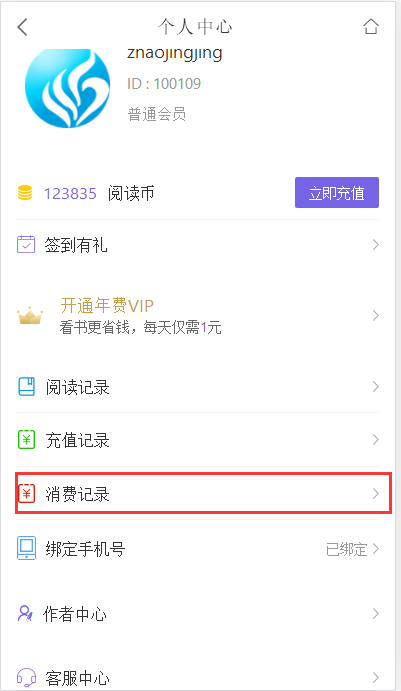 个人中心
zhaojingjing
ID : 100109
普通会员
123835 阅读币
立即充值
签到有礼
开通年费VIP
看书更省钱，每天仅需1元
阅读记录
充值记录
消费记录
绑定手机号
已绑定
作者中心
客服中心